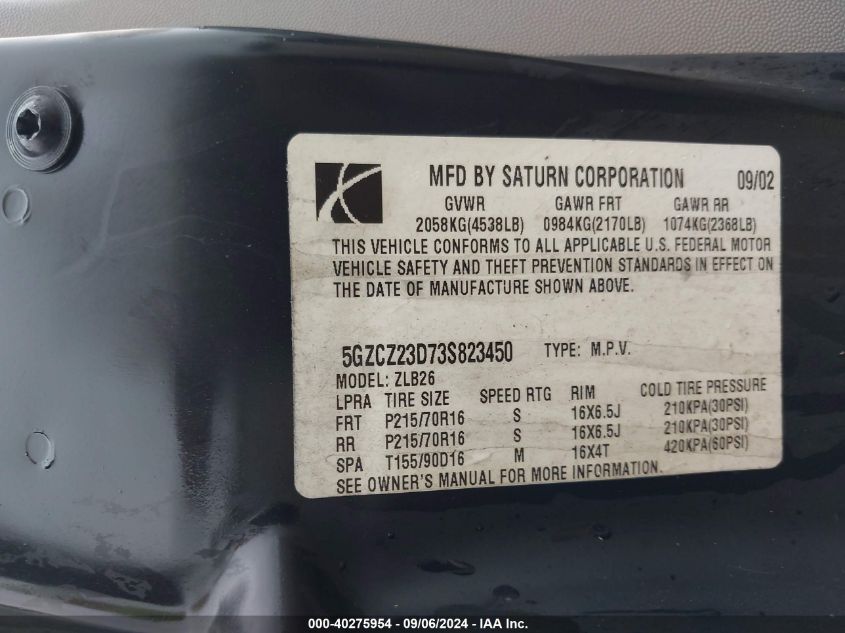 MFD BY SATURN CORPORATION 09/02
GVWR GAWR FRT GAWR RR
2058KG(4538LB) 0984KG(2170LB) 1074KG(2368LB)
THIS VEHICLE CONFORMS TO ALL APPLICABLE U.S. FEDERAL MOTOR
VEHICLE SAFETY AND THEFT PREVENTION STANDARDS IN EFFECT ON
THE DATE OF MANUFACTURE SHOWN ABOVE.
5GZCZ23D73S823450 TYPE: M.P.V.
MODEL: ZLB26
LPRA TIRE SIZE SPEED RTG RIM COLD TIRE PRESSURE
FRT P215/70R16 S 16X6.5J 210KPA(30PSI)
RR P215/70R16 S 16X6.5J 210KPA(30PSI)
SPA T155/90D16 M 16X4T 420KPA(60PSI)
SEE OWNER'S MANUAL FOR MORE INFORMATION.
000-40275954 - 09/06/2024 - IAA Inc.